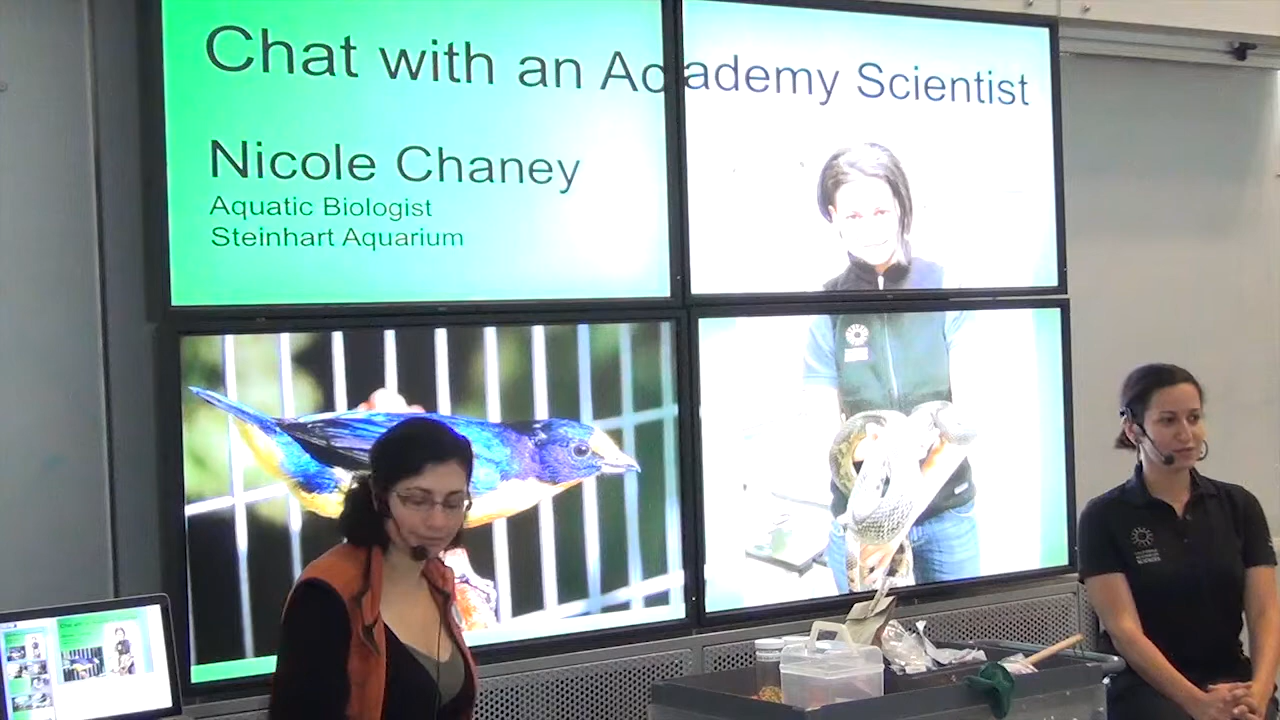 Chat with an Academy Scientist
Nicole Chaney
Aquatic Biologist
Steinhart Aquarium